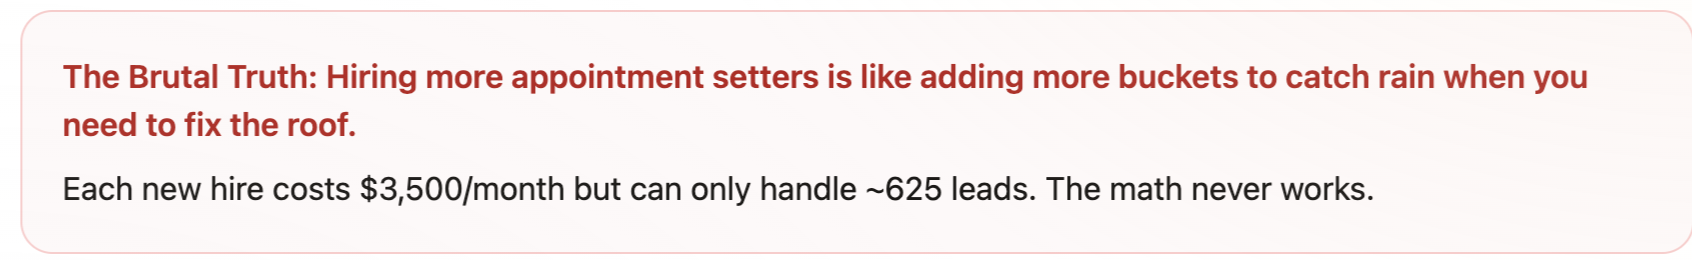 The Brutal Truth: Hiring more appointment setters is like adding more buckets to catch rain when you
need to fix the roof.
Each new hire costs $3,500/month but can only handle ~625 leads. The math never works.